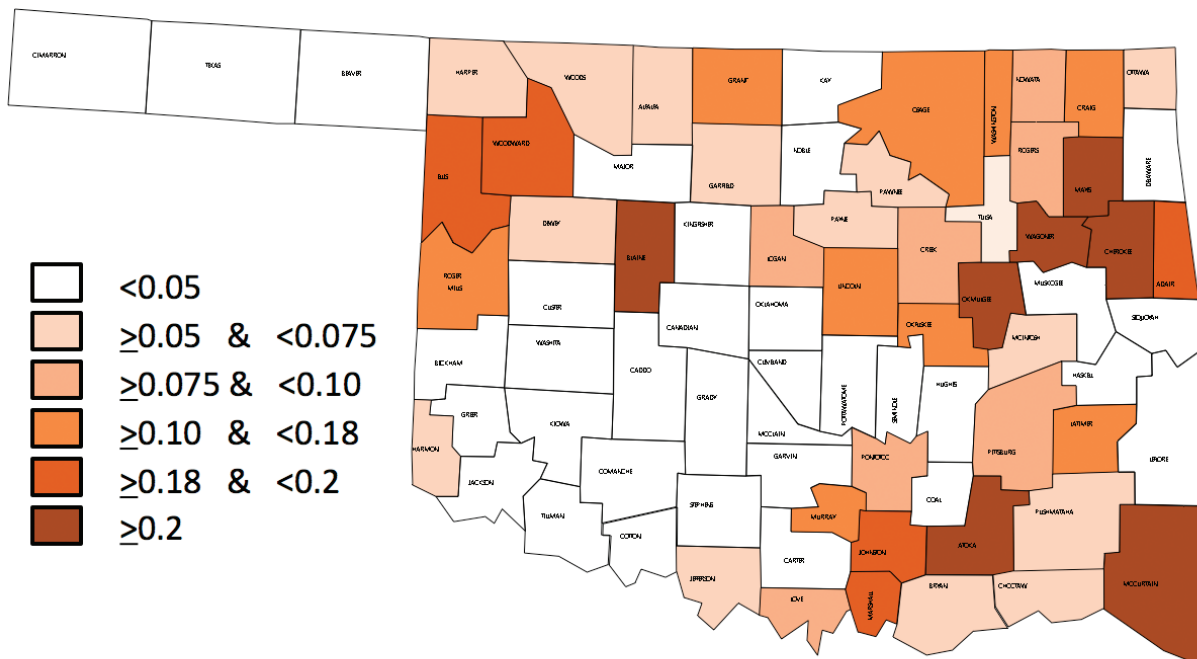 CIMARRON
TEXAS
BEAVER
HARPER
WOODS
ALFALFA
GRANT
KAY
OSAGE
WASHINGTON
NOWATA
CRAIG
OTTAWA
ELLIS
WOODWARD
MAJOR
GARFIELD
NOBLE
PAWNEE
ROGERS
MAYES
DELAWARE
DEWEY
BLAINE
KINGFISHER
LOGAN
PAYNE
CREEK
TULSA
WAGONER
CHEROKEE
ADAIR
ROGER
MILLS
CUSTER
CANADIAN
OKLAHOMA
LINCOLN
OKFUSKEE
OKMULGEE
MUSKOGEE
SEQUOYAH
MCINTOSH
HASKELL
BECKHAM
WASHITA
CADDO
GRADY
MCCLAIN
POTTAWATOMIE
SEMINOLE
HUGHES
PITTSBURG
LATIMER
LEFLORE
HARMON
GREER
KIOWA
JACKSON
COMANCHE
TILLMAN
COTTON
STEPHENS
GARVIN
PONTOTOC
COAL
ATOKA
PUSHMATAHA
MCCURTAIN
MURRAY
CARTER
JOHNSTON
JEFFERSON
LOVE
MARSHALL
BRYAN
CHOCTAW
<0.05
≥0.05 & <0.075
≥0.075 & <0.10
≥0.10 & <0.18
≥0.18 & <0.2
≥0.2